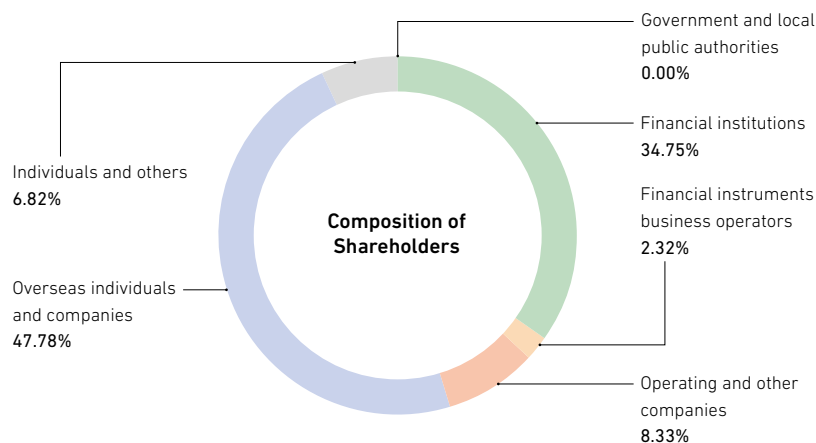 Government and local
public authorities
0.00%
Financial institutions
34.75%
Individuals and others
6.82%
Financial instruments
business operators
2.32%
Composition of
Shareholders
Overseas individuals
and companies
47.78%
Operating and other
companies
8.33%